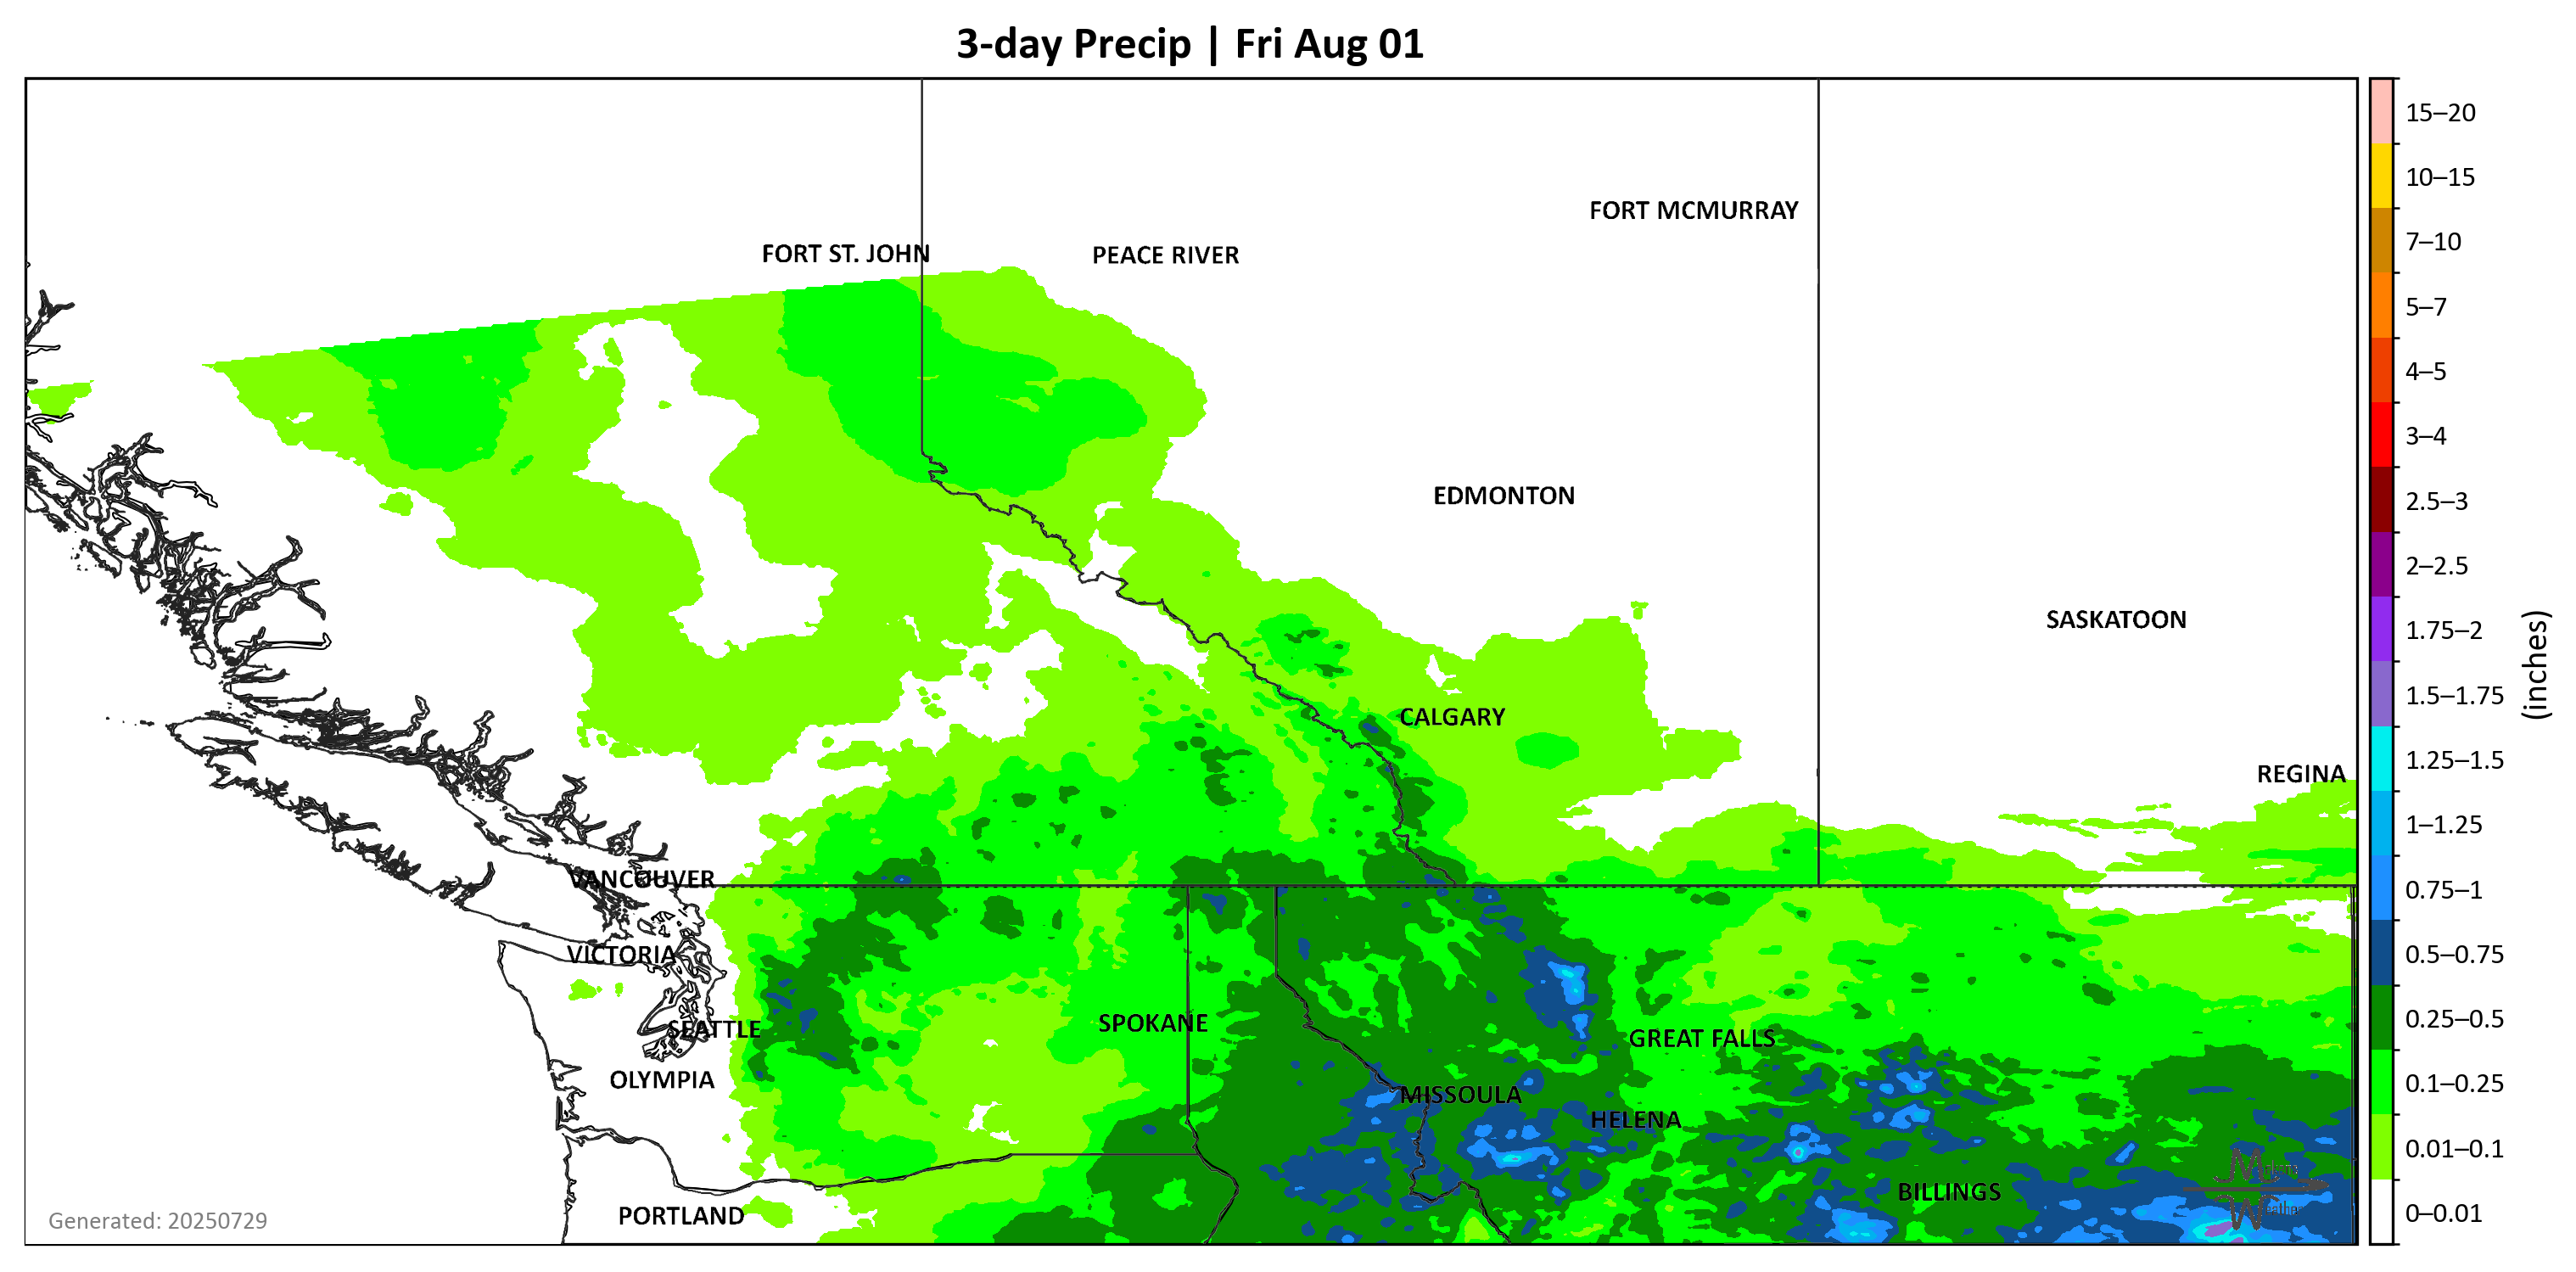 3-day Precip | Fri Aug 01
FORT MCMURRAY
FORT ST. JOHN
PEACE RIVER
EDMONTON
SASKATOON
CALGARY
REGINA
VANCOUVER
VICTORIA
SEATTLE
SPOKANE
GREAT FALLS
OLYMPIA
MISSOULA
HELENA
BILLINGS
PORTLAND
Generated: 20250729
15–20
10–15
7–10
5–7
4–5
3–4
2.5–3
2–2.5
1.75–2
1.5–1.75
1.25–1.5
1–1.25
0.75–1
0.5–0.75
0.25–0.5
0.1–0.25
0.01–0.1
0–0.01
(inches)